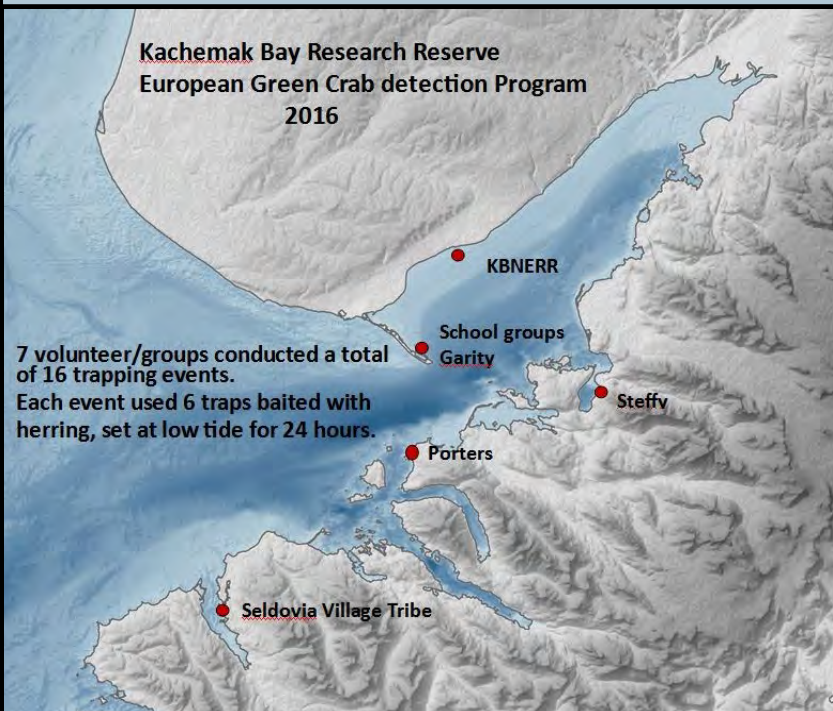 Kachemak Bay Research Reserve
European Green Crab detection Program
2016
KBNERR
School groups
Garity
7 volunteer/groups conducted a total
of 16 trapping events.
Each event used 6 traps baited with
herring, set at low tide for 24 hours.
Steffv
Porters
Seldovia Village Tribe